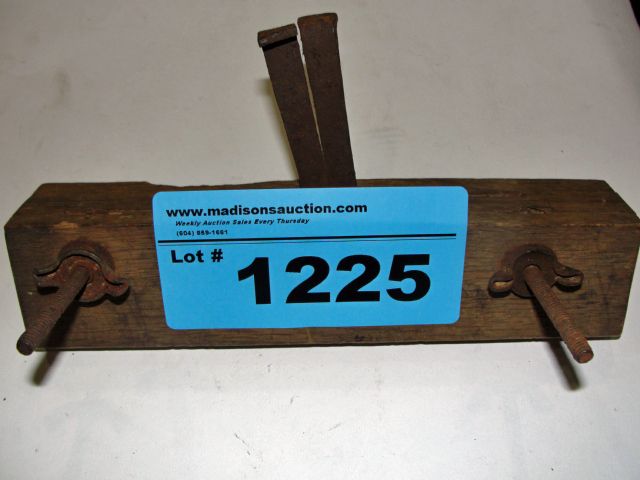 www.madisonsauction.com
Weekly Auction Sales Every Thursday
(604) 859-1661
Lot # 1225